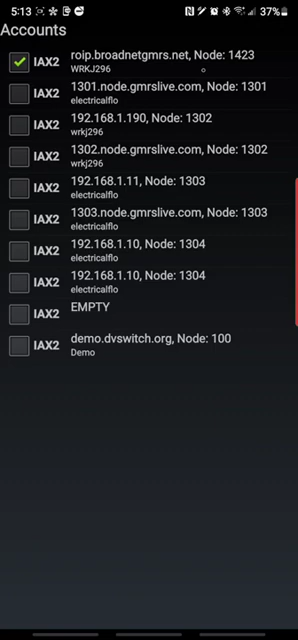 5:13
37%
Accounts
IAX2 roip.broadnetgmrs.net, Node: 1423
WRKJ296
IAX2 1301.node.gmrslive.com, Node: 1301
electricalflo
IAX2 192.168.1.190, Node: 1302
wrkj296
IAX2 1302.node.gmrslive.com, Node: 1302
wrkj296
IAX2 192.168.1.11, Node: 1303
electricalflo
IAX2 1303.node.gmrslive.com, Node: 1303
electricalflo
IAX2 192.168.1.10, Node: 1304
electricalflo
IAX2 192.168.1.10, Node: 1304
electricalflo
IAX2 EMPTY
IAX2 demo.dvswitch.org, Node: 100
Demo